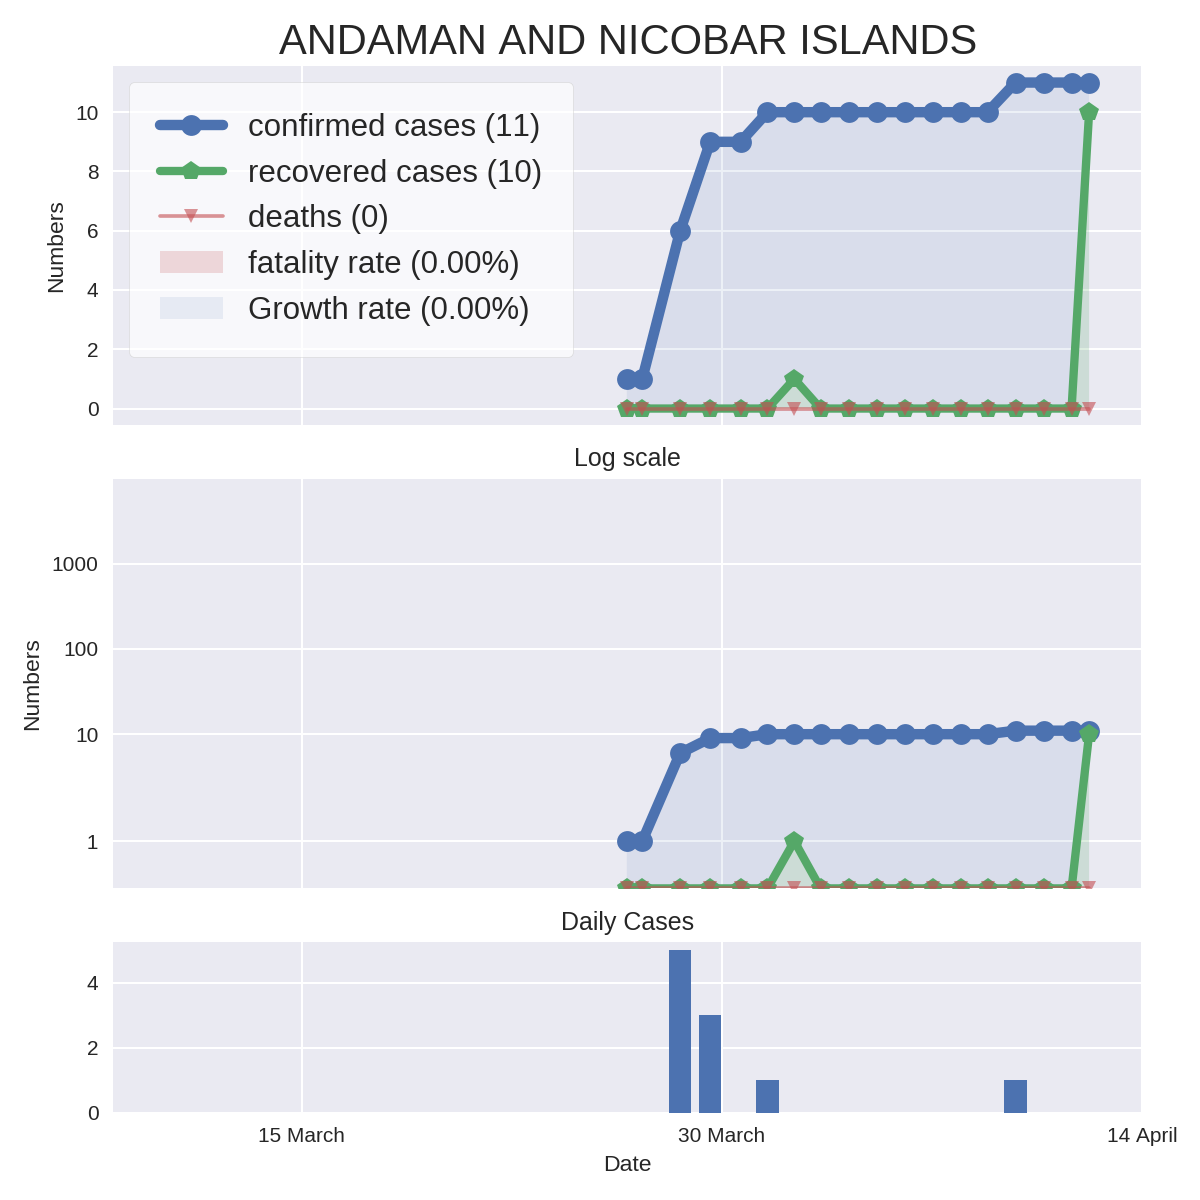 ANDAMAN AND NICOBAR ISLANDS
confirmed cases (11)
recovered cases (10)
deaths (0)
fatality rate (0.00%)
Growth rate (0.00%)
10
8
6
4
2
0
Numbers
Log scale
1000
100
10
1
Numbers
Daily Cases
4
2
0
15 March
30 March
14 April
Date